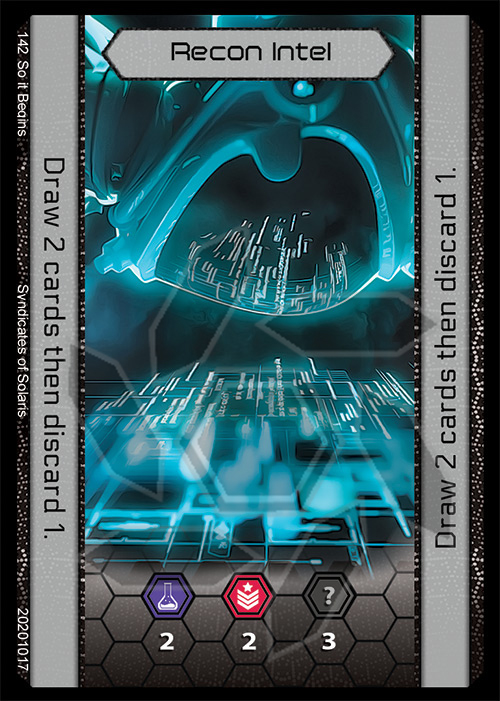 Recon Intel
142 So it Begins
Syndicates of Solaris
20201017
Draw 2 cards then discard 1.
Draw 2 cards then discard 1.
?
2
2
3